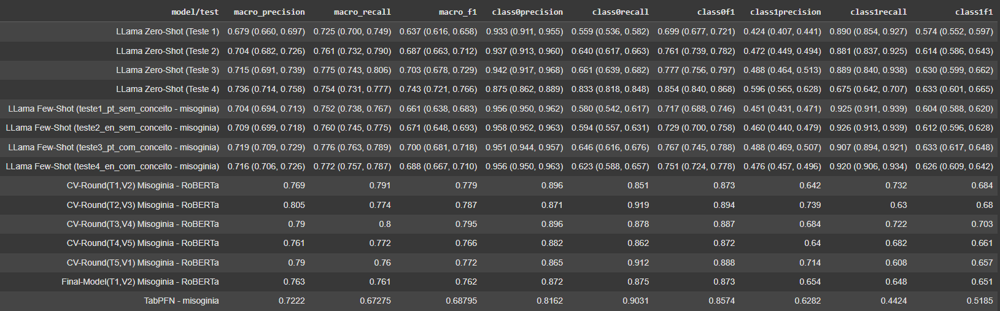 model/test macro_precision macro_recall macro_f1 class0precision class0recall class0f1 class1precision class1recall class1f1
LLama Zero-Shot (Teste 1) 0.679 (0.660, 0.697) 0.725 (0.700, 0.749) 0.637 (0.616, 0.658) 0.933 (0.911, 0.955) 0.559 (0.536, 0.582) 0.699 (0.677, 0.721) 0.424 (0.407, 0.441) 0.890 (0.854, 0.927) 0.574 (0.552, 0.597)
LLama Zero-Shot (Teste 2) 0.704 (0.682, 0.726) 0.761 (0.732, 0.790) 0.687 (0.663, 0.712) 0.937 (0.913, 0.960) 0.640 (0.617, 0.663) 0.761 (0.739, 0.782) 0.472 (0.449, 0.494) 0.881 (0.837, 0.925) 0.614 (0.586, 0.643)
LLama Zero-Shot (Teste 3) 0.715 (0.691, 0.739) 0.775 (0.743, 0.806) 0.703 (0.678, 0.729) 0.942 (0.917, 0.968) 0.661 (0.639, 0.682) 0.777 (0.756, 0.797) 0.488 (0.464, 0.513) 0.889 (0.840, 0.938) 0.630 (0.599, 0.662)
LLama Zero-Shot (Teste 4) 0.736 (0.714, 0.758) 0.754 (0.731, 0.777) 0.743 (0.721, 0.766) 0.875 (0.862, 0.889) 0.833 (0.818, 0.848) 0.854 (0.840, 0.868) 0.596 (0.565, 0.628) 0.675 (0.642, 0.707) 0.633 (0.601, 0.665)
LLama Few-Shot (teste1_pt_sem_conceito - misoginia) 0.704 (0.694, 0.713) 0.752 (0.738, 0.767) 0.661 (0.638, 0.683) 0.956 (0.950, 0.962) 0.580 (0.542, 0.617) 0.717 (0.688, 0.746) 0.451 (0.431, 0.471) 0.925 (0.911, 0.939) 0.604 (0.588, 0.620)
LLama Few-Shot (teste2_en_sem_conceito - misoginia) 0.709 (0.699, 0.718) 0.760 (0.745, 0.775) 0.671 (0.648, 0.693) 0.958 (0.952, 0.963) 0.594 (0.557, 0.631) 0.729 (0.700, 0.758) 0.460 (0.440, 0.479) 0.926 (0.913, 0.939) 0.612 (0.596, 0.628)
LLama Few-Shot (teste3_pt_com_conceito - misoginia) 0.719 (0.709, 0.729) 0.776 (0.763, 0.789) 0.700 (0.681, 0.718) 0.951 (0.944, 0.957) 0.646 (0.616, 0.676) 0.767 (0.745, 0.788) 0.488 (0.469, 0.507) 0.907 (0.894, 0.921) 0.633 (0.617, 0.648)
LLama Few-Shot (teste4_en_com_conceito - misoginia) 0.716 (0.706, 0.726) 0.772 (0.757, 0.787) 0.688 (0.667, 0.710) 0.956 (0.950, 0.963) 0.623 (0.588, 0.657) 0.751 (0.724, 0.778) 0.476 (0.457, 0.496) 0.920 (0.906, 0.934) 0.626 (0.609, 0.642)
CV-Round(T1,V2) Misoginia - RoBERTa 0.769 0.791 0.779 0.896 0.851 0.873 0.642 0.732 0.684
CV-Round(T2,V3) Misoginia - RoBERTa 0.805 0.774 0.787 0.871 0.919 0.894 0.739 0.63 0.68
CV-Round(T3,V4) Misoginia - RoBERTa 0.79 0.8 0.795 0.896 0.878 0.887 0.684 0.722 0.703
CV-Round(T4,V5) Misoginia - RoBERTa 0.761 0.772 0.766 0.882 0.862 0.872 0.64 0.682 0.661
CV-Round(T5,V1) Misoginia - RoBERTa 0.79 0.76 0.772 0.865 0.912 0.888 0.714 0.608 0.657
Final-Model(T1,V2) Misoginia - RoBERTa 0.763 0.761 0.762 0.872 0.875 0.873 0.654 0.648 0.651
TabPFN - misoginia 0.7222 0.67275 0.68795 0.8162 0.9031 0.8574 0.6282 0.4424 0.5185